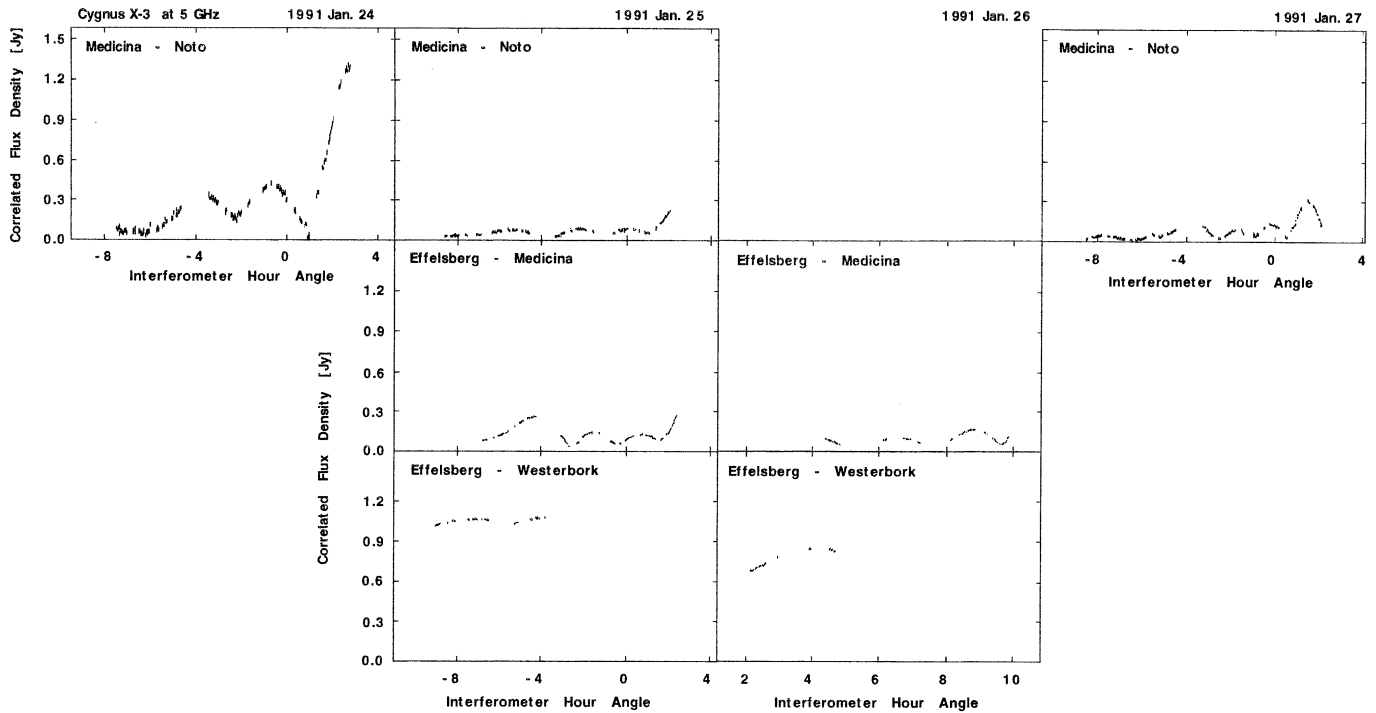 Cygnus X-3 at 5 GHz
1991 Jan. 24
1991 Jan. 25
1991 Jan. 26
1991 Jan. 27
Correlated Flux Density [Jy]
1.5
1.2
0.9
0.6
0.3
0.0
Medicina - Noto
Medicina - Noto
Medicina - Noto
-8 -4 0 4
Interferometer Hour Angle
-8 -4 0 4
Interferometer Hour Angle
Effelsberg - Medicina
Effelsberg - Medicina
1.2
0.9
0.6
0.3
0.0
Correlated Flux Density [Jy]
Effelsberg - Westerbork
Effelsberg - Westerbork
1.2
0.9
0.6
0.3
0.0
-8 -4 0 4
2 4 6 8 10
Interferometer Hour Angle
Interferometer Hour Angle